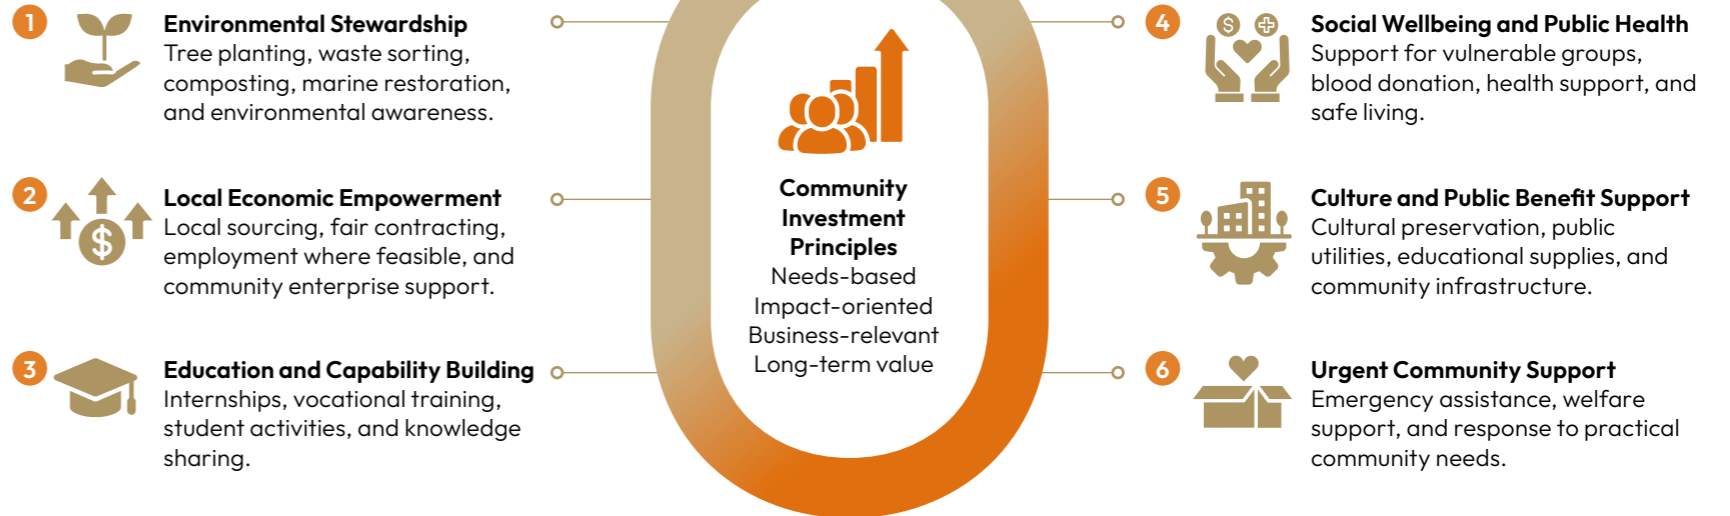 1
Environmental Stewardship
Tree planting, waste sorting,
composting, marine restoration,
and environmental awareness.
2
Local Economic Empowerment
Local sourcing, fair contracting,
employment where feasible, and
community enterprise support.
$
3
Education and Capability Building
Internships, vocational training,
student activities, and knowledge
sharing.
Community
Investment
Principles
Needs-based
Impact-oriented
Business-relevant
Long-term value
4
$
Social Wellbeing and Public Health
Support for vulnerable groups,
blood donation, health support, and
safe living.
5
Culture and Public Benefit Support
Cultural preservation, public
utilities, educational supplies, and
community infrastructure.
6
Urgent Community Support
Emergency assistance, welfare
support, and response to practical
community needs.